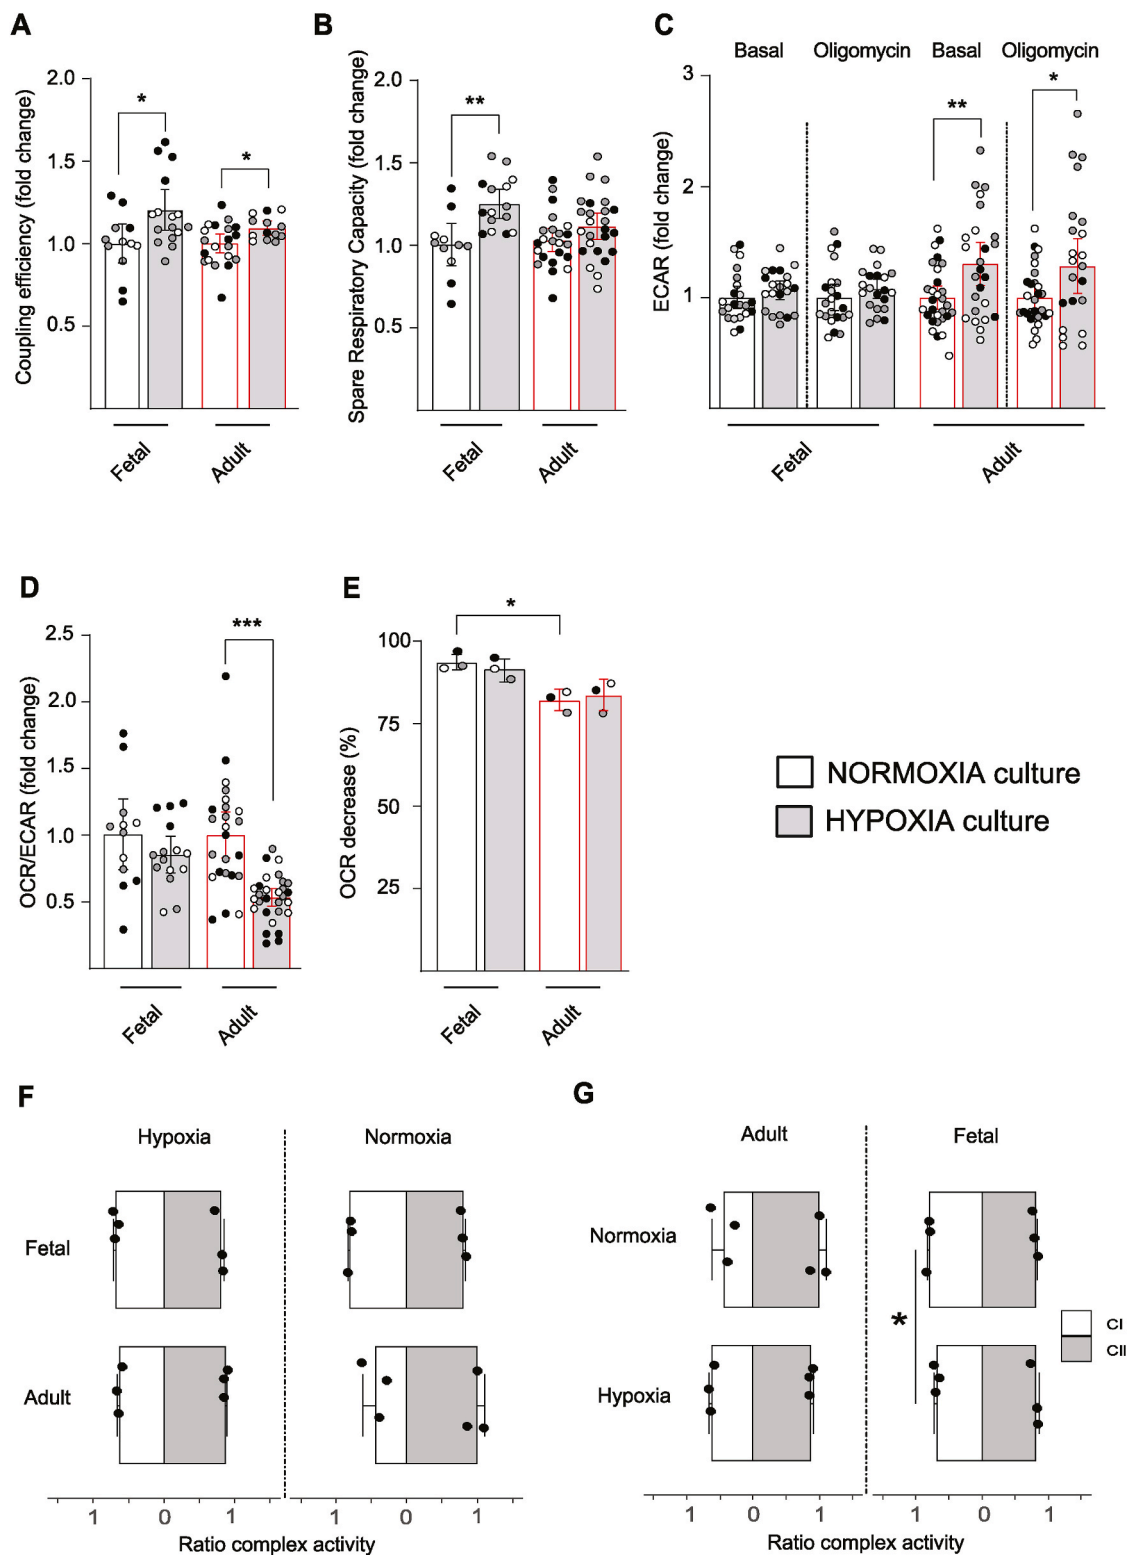 A
Coupling efficiency (fold change)
2.0
1.5
1.0
0.5
*
*
Fetal
Adult
B
Spare Respiratory Capacity (fold change)
2.0
1.5
1.0
0.5
**
Fetal
Adult
C
Basal Oligomycin Basal Oligomycin
ECAR (fold change)
3
2
1
**
*
Fetal
Adult
D
OCR/ECAR (fold change)
2.5
2.0
1.5
1.0
0.5
***
Fetal
Adult
E
OCR decrease (%)
100
75
50
25
*
Fetal
Adult
NORMOXIA culture
HYPOXIA culture
F
Hypoxia Normoxia
Fetal
Adult
1 0 1 1 0 1
Ratio complex activity
G
Adult Fetal
Normoxia
Hypoxia
*
CI
CII
1 0 1 1 0 1
Ratio complex activity